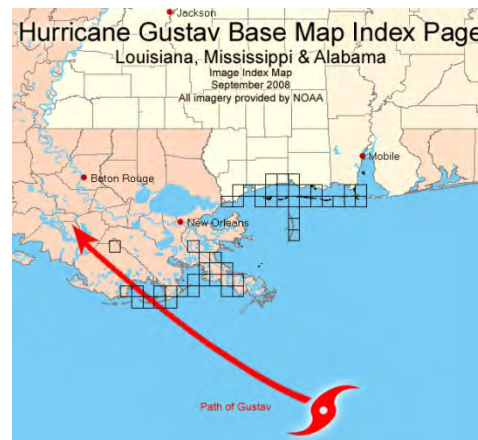 Jackson
Hurricane Gustav Base Map Index Page
Louisiana, Mississippi & Alabama
Image Index Map
September 2008
All imagery provided by NOAA
Mobile
Baton Rouge
New Orleans
Path of Gustav